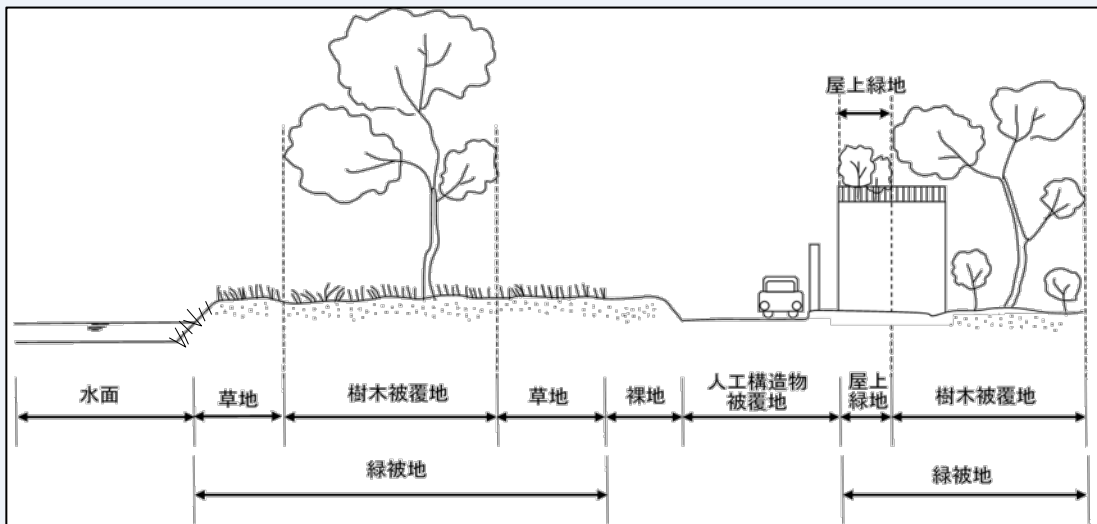 屋上緑地
水面
草地
樹木被覆地
草地
裸地
人工構造物
被覆地
屋上
緑地
樹木被覆地
緑被地
緑被地